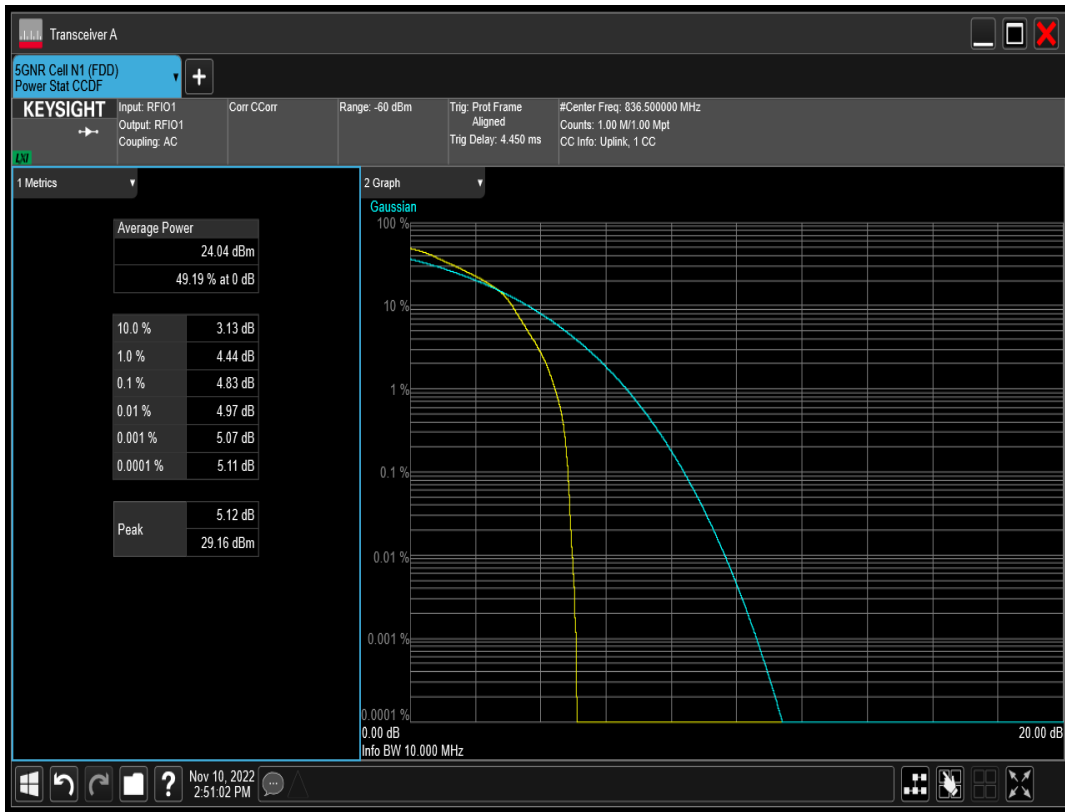 Transceiver A
5GNR Cell N1 (FDD)
Power Stat CCDF
+
KEYSIGHT
LXI
Input: RFIO1
Output: RFIO1
Coupling: AC
Corr CCorr
Range: -60 dBm
Trig: Prot Frame
Aligned
Trig Delay: 4.450 ms
#Center Freq: 836.500000 MHz
Counts: 1.00 M/1.00 Mpt
CC Info: Uplink, 1 CC
1 Metrics
Average Power
24.04 dBm
49.19 % at 0 dB
10.0 % 3.13 dB
1.0 % 4.44 dB
0.1 % 4.83 dB
0.01 % 4.97 dB
0.001 % 5.07 dB
0.0001 % 5.11 dB
Peak
5.12 dB
29.16 dBm
2 Graph
Gaussian
100 %
10 %
1 %
0.1 %
0.01 %
0.001 %
0.0001 %
0.00 dB 20.00 dB
Info BW 10.000 MHz
?
Nov 10, 2022
2:51:02 PM